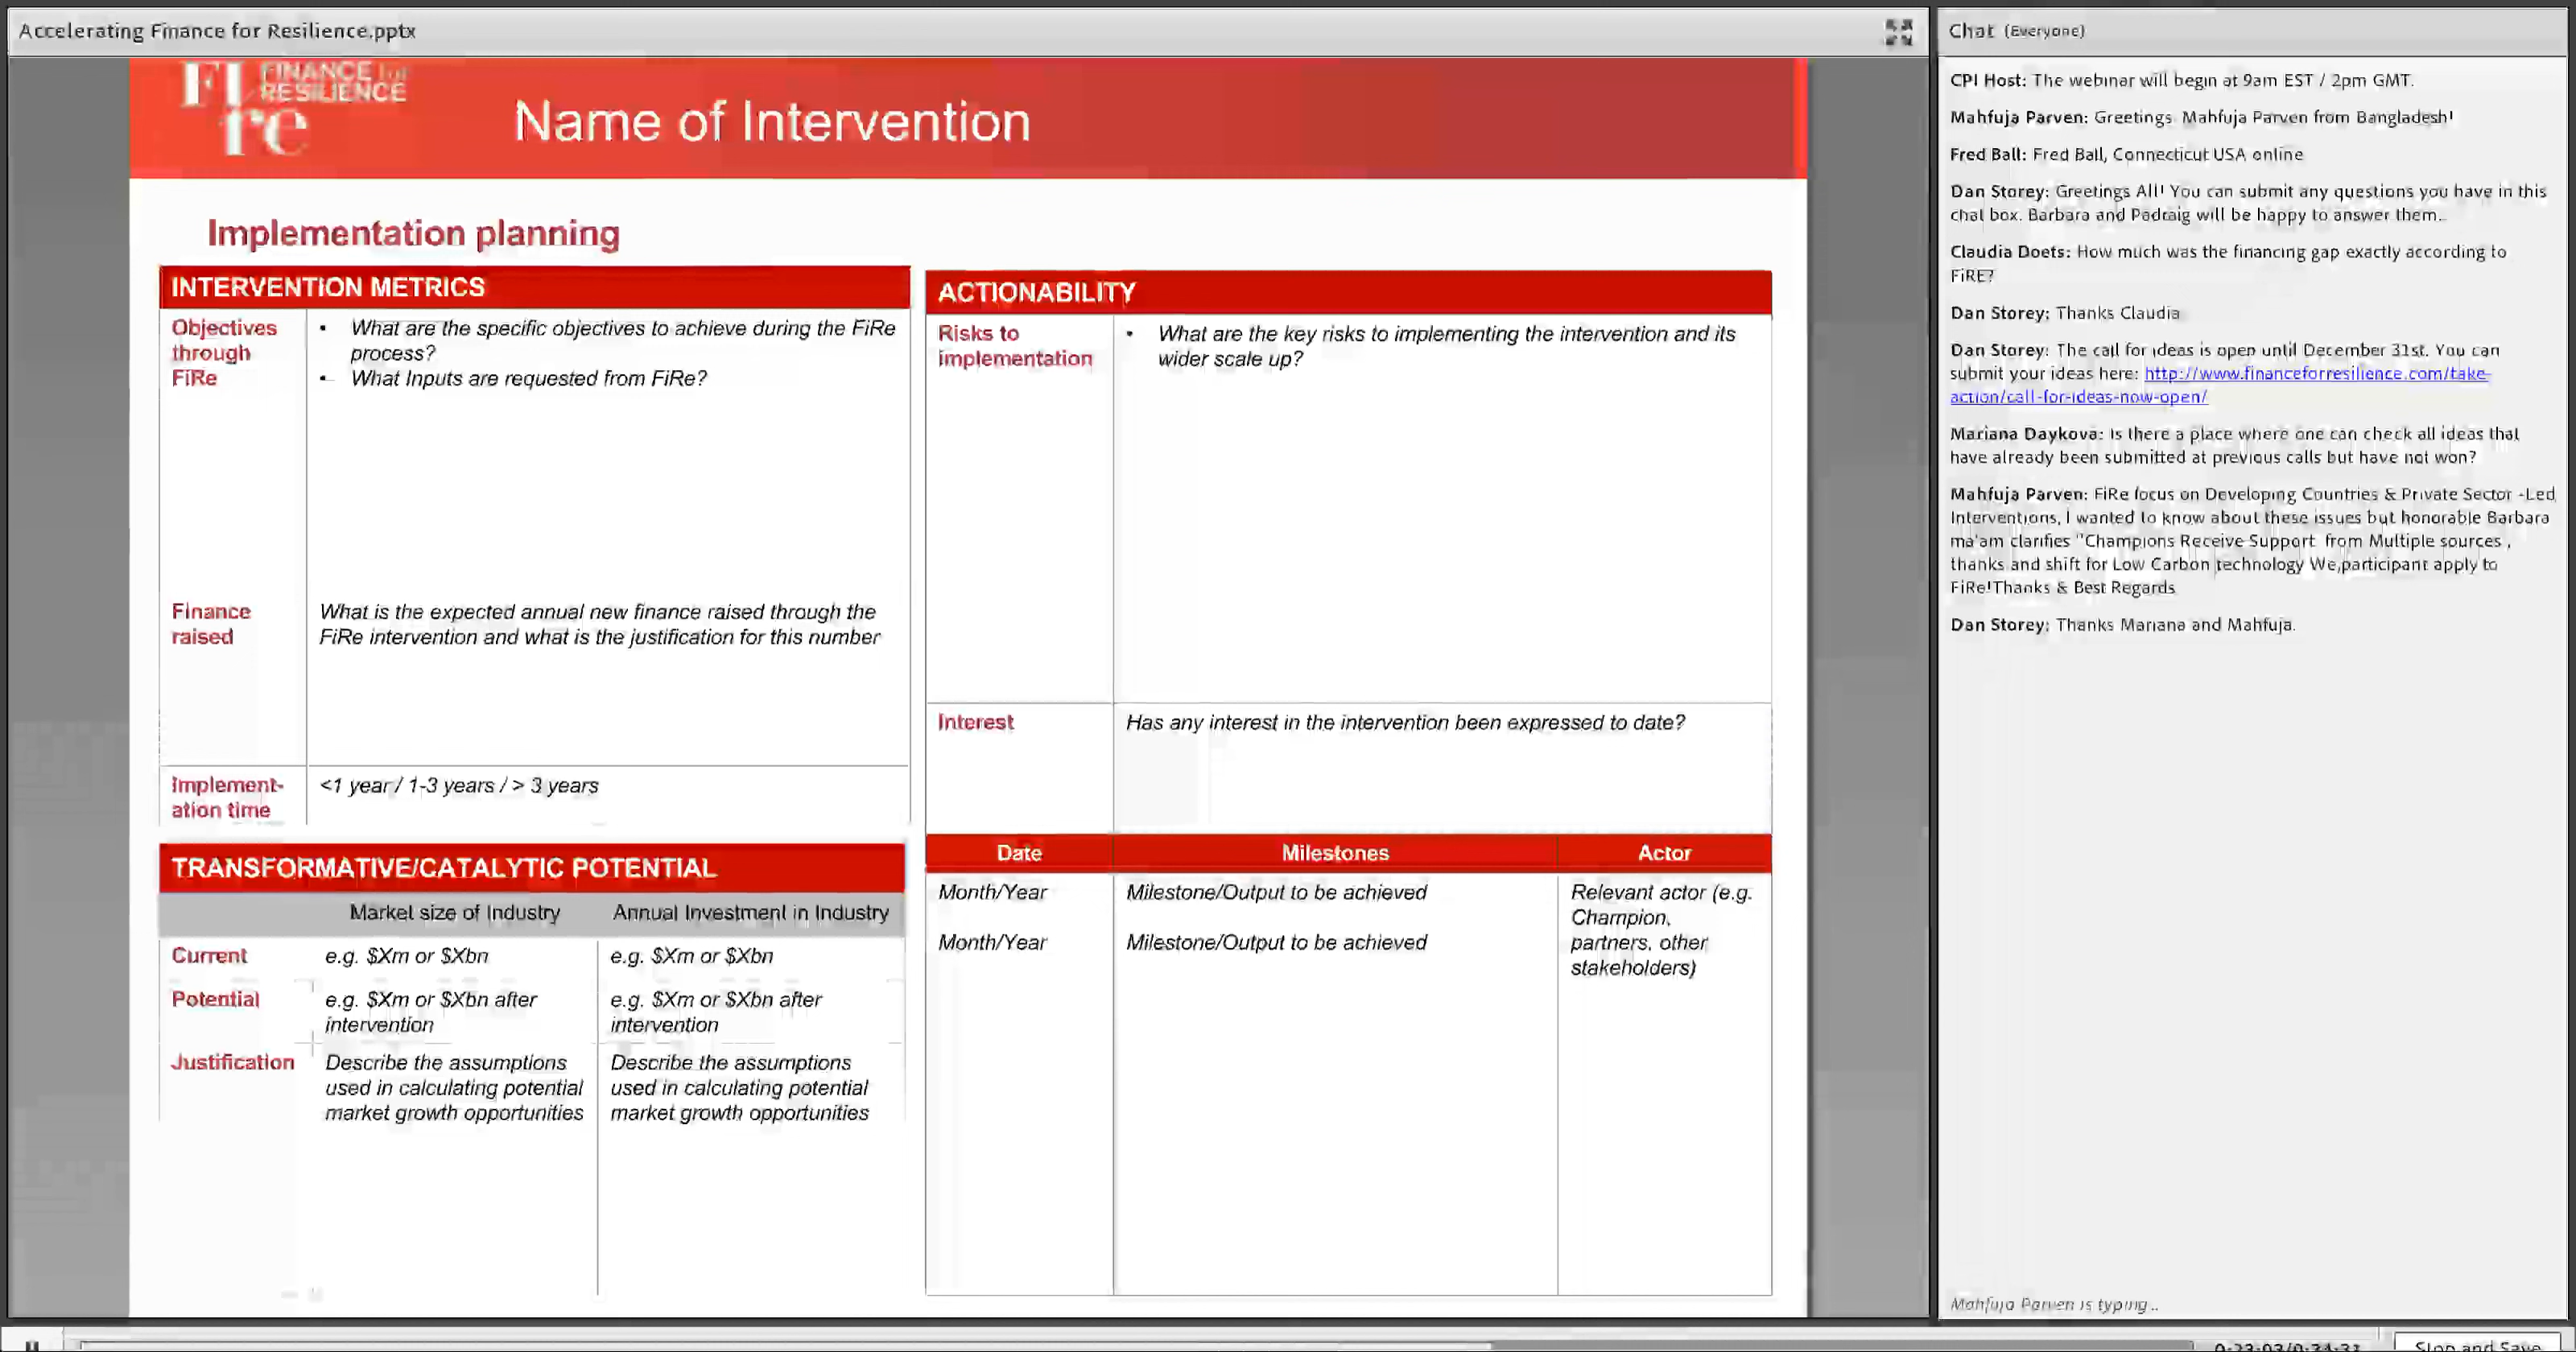 Accelerating Finance for Resilience.pptx
FINANCE for
RESILIENCE
FI
re
Name of Intervention
Implementation planning
INTERVENTION METRICS
Objectives
through
FiRe
• What are the specific objectives to achieve during the FiRe
process?
• What Inputs are requested from FiRe?
Finance
raised
What is the expected annual new finance raised through the
FiRe intervention and what is the justification for this number
Implement-
ation time
<1 year / 1-3 years / > 3 years
TRANSFORMATIVE/CATALYTIC POTENTIAL
Market size of Industry
Annual Investment in Industry
Current
e.g. $Xm or $Xbn
e.g. $Xm or $Xbn
Potential
e.g. $Xm or $Xbn after
intervention
e.g. $Xm or $Xbn after
intervention
Justification
Describe the assumptions
used in calculating potential
market growth opportunities
Describe the assumptions
used in calculating potential
market growth opportunities
ACTIONABILITY
Risks to
implementation
• What are the key risks to implementing the intervention and its
wider scale up?
Interest
Has any interest in the intervention been expressed to date?
Date
Milestones
Actor
Month/Year
Milestone/Output to be achieved
Relevant actor (e.g.
Champion,
partners, other
stakeholders)
Month/Year
Milestone/Output to be achieved
Chat (Everyone)
CPI Host: The webinar will begin at 9am EST / 2pm GMT.
Mahfuja Parven: Greetings Mahfuja Parven from Bangladesh!
Fred Ball: Fred Ball, Connecticut USA online
Dan Storey: Greetings All! You can submit any questions you have in this
chat box. Barbara and Padraig will be happy to answer them..
Claudia Doets: How much was the financing gap exactly according to
FiRE?
Dan Storey: Thanks Claudia
Dan Storey: The call for ideas is open until December 31st. You can
submit your ideas here: http://www.financeforresilience.com/take-
action/call-for-ideas-now-open/
Mariana Daykova: Is there a place where one can check all ideas that
have already been submitted at previous calls but have not won?
Mahfuja Parven: FiRe focus on Developing Countries & Private Sector -Led
Interventions, I wanted to know about these issues but honorable Barbara
ma'am clarifies "Champions Receive Support from Multiple sources ,
thanks and shift for Low Carbon technology We,participant apply to
FiRe!Thanks & Best Regards
Dan Storey: Thanks Mariana and Mahfuja.
Mahfuja Parven is typing...
0:23:03/0:34:31
Stop and Save